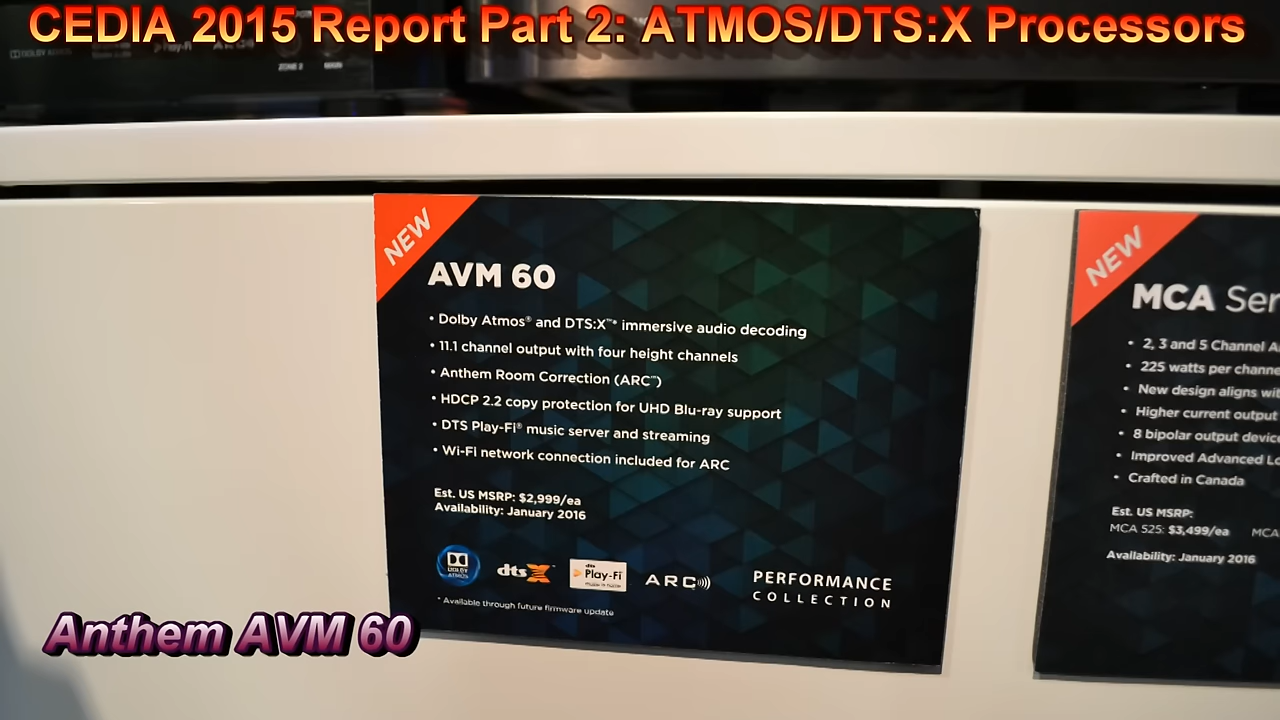 CEDIA 2015 Report Part 2: ATMOS/DTS:X Processors
ZONE 2 MAIN
NEW
AVM 60
• Dolby Atmos® and DTS:X™* immersive audio decoding
• 11.1 channel output with four height channels
• Anthem Room Correction (ARC™)
• HDCP 2.2 copy protection for UHD Blu-ray support
• DTS Play-Fi® music server and streaming
• Wi-Fi network connection included for ARC
Est. US MSRP: $2,999/ea
Availability: January 2016
DOLBY ATMOS
dts X
dts Play-Fi
ARC
PERFORMANCE
COLLECTION
* Available through future firmware update
NEW
MCA Ser
• 2, 3 and 5 Channel A
• 225 watts per channe
• New design aligns wit
• Higher current output
• 8 bipolar output device
• Improved Advanced Lo
• Crafted in Canada
Est. US MSRP:
MCA 525: $3,499/ea MCA
Availability: January 2016
Anthem AVM 60